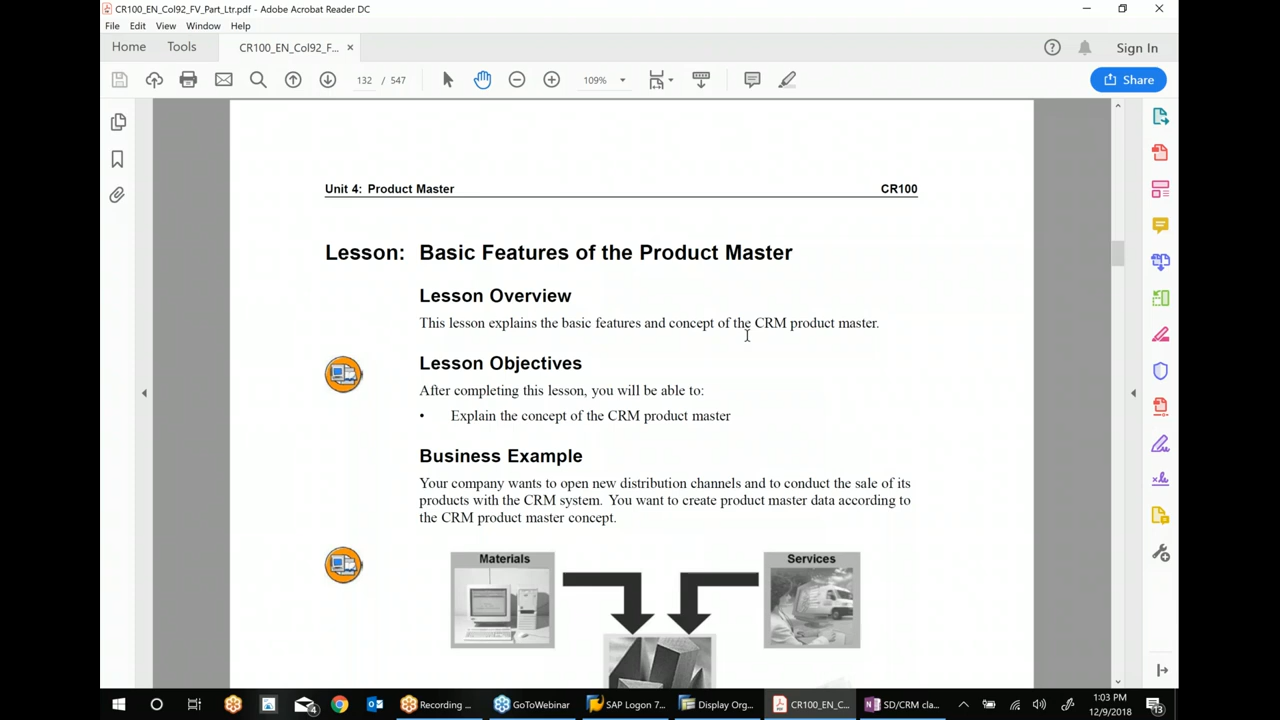 CR100_EN_Col92_FV_Part_Ltr.pdf - Adobe Acrobat Reader DC
File Edit View Window Help
Home Tools CR100_EN_Col92_F... × Sign In
132 / 547 109% Share
Unit 4: Product Master CR100
Lesson: Basic Features of the Product Master
Lesson Overview
This lesson explains the basic features and concept of the CRM product master.
Lesson Objectives
After completing this lesson, you will be able to:
• Explain the concept of the CRM product master
Business Example
Your company wants to open new distribution channels and to conduct the sale of its
products with the CRM system. You want to create product master data according to
the CRM product master concept.
Materials Services
4 Recording ... GoToWebinar SAP Logon 7... Display Org... CR100_EN_C... SD/CRM cla... 1:03 PM
12/9/2018 13